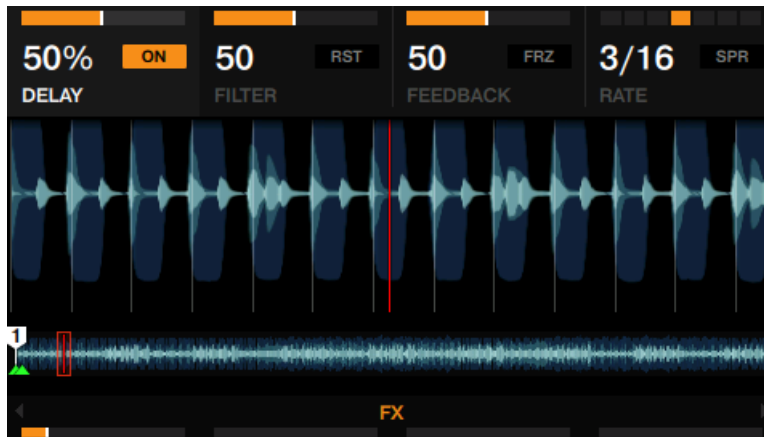 50% ON 50 RST 50 FRZ 3/16 SPR
DELAY FILTER FEEDBACK RATE
1
FX